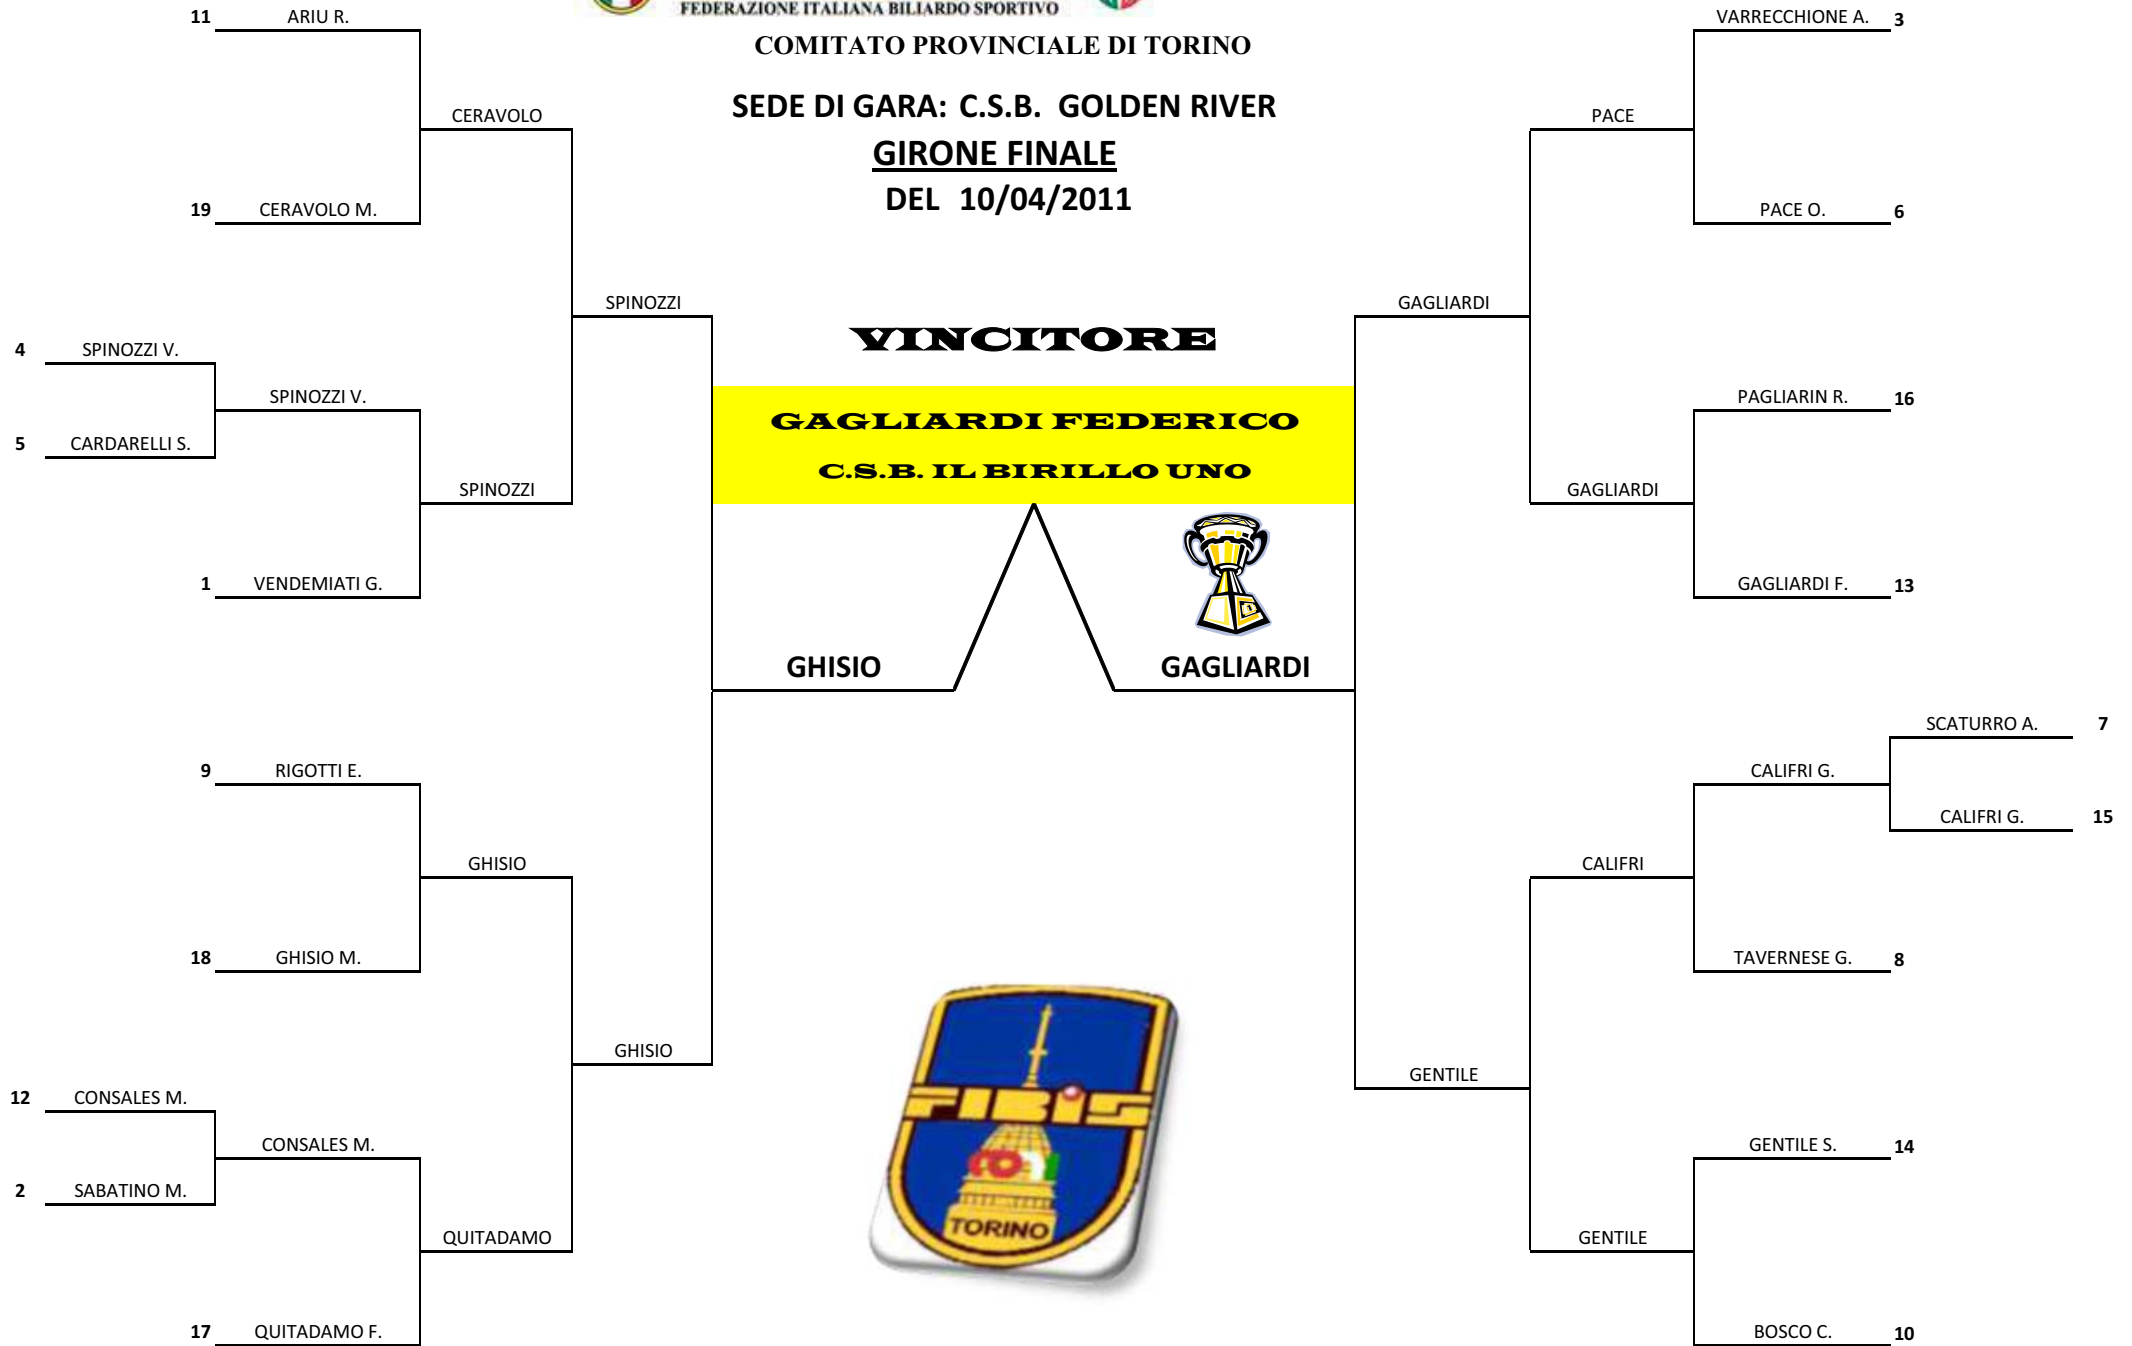 FEDERAZIONE ITALIANA BILIARDO SPORTIVO
COMITATO PROVINCIALE DI TORINO
SEDE DI GARA: C.S.B. GOLDEN RIVER
GIRONE FINALE
DEL 10/04/2011
11 ARIU R.
CERAVOLO
19 CERAVOLO M.
SPINOZZI
4 SPINOZZI V.
SPINOZZI V.
5 CARDARELLI S.
SPINOZZI
1 VENDEMIATI G.
9 RIGOTTI E.
GHISIO
18 GHISIO M.
GHISIO
12 CONSALES M.
CONSALES M.
2 SABATINO M.
QUITADAMO
17 QUITADAMO F.
VINCITORE
GAGLIARDI FEDERICO
C.S.B. IL BIRILLO UNO
1
GHISIO
GAGLIARDI
FIBIS
TORINO
VARRECCHIONE A. 3
PACE
PACE O. 6
GAGLIARDI
PAGLIARIN R. 16
GAGLIARDI
GAGLIARDI F. 13
SCATURRO A. 7
CALIFRI G.
CALIFRI G. 15
CALIFRI
TAVERNESE G. 8
GENTILE
GENTILE S. 14
GENTILE
BOSCO C. 10